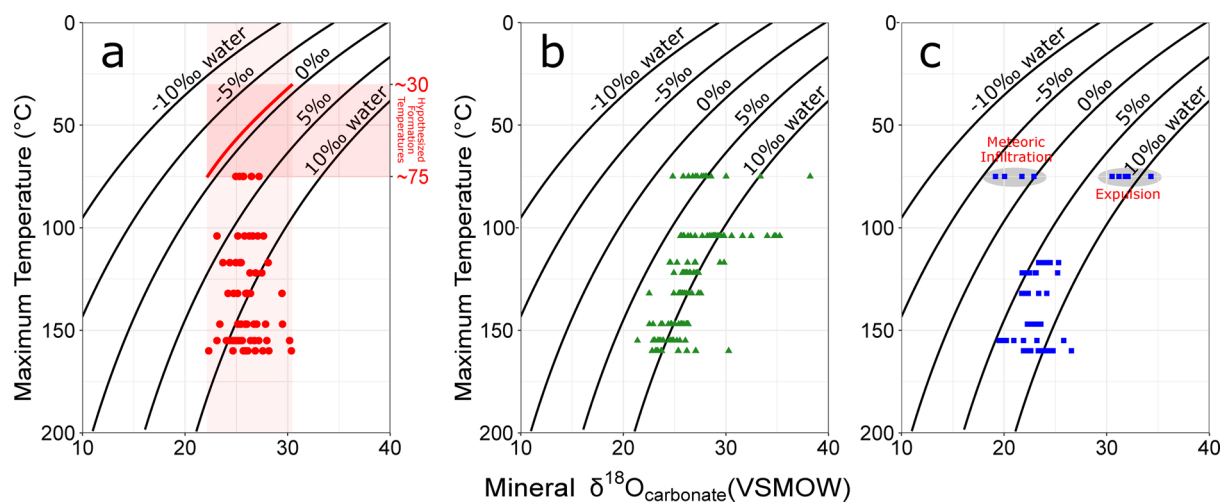 a
0
50
100
150
200
Maximum Temperature (°C)
-10‰ water
-5‰
0‰
5‰
10‰ water
~30
Hypothesized
Formation
Temperatures
~75
10
20
30
40
b
0
50
100
150
200
Maximum Temperature (°C)
-10‰ water
-5‰
0‰
5‰
10‰ water
10
20
30
40
c
0
50
100
150
200
-10‰ water
-5‰
0‰
5‰
10‰ water
Meteoric
Infiltration
Expulsion
10
20
30
40
Mineral δ¹⁸Ocarbonate(VSMOW)